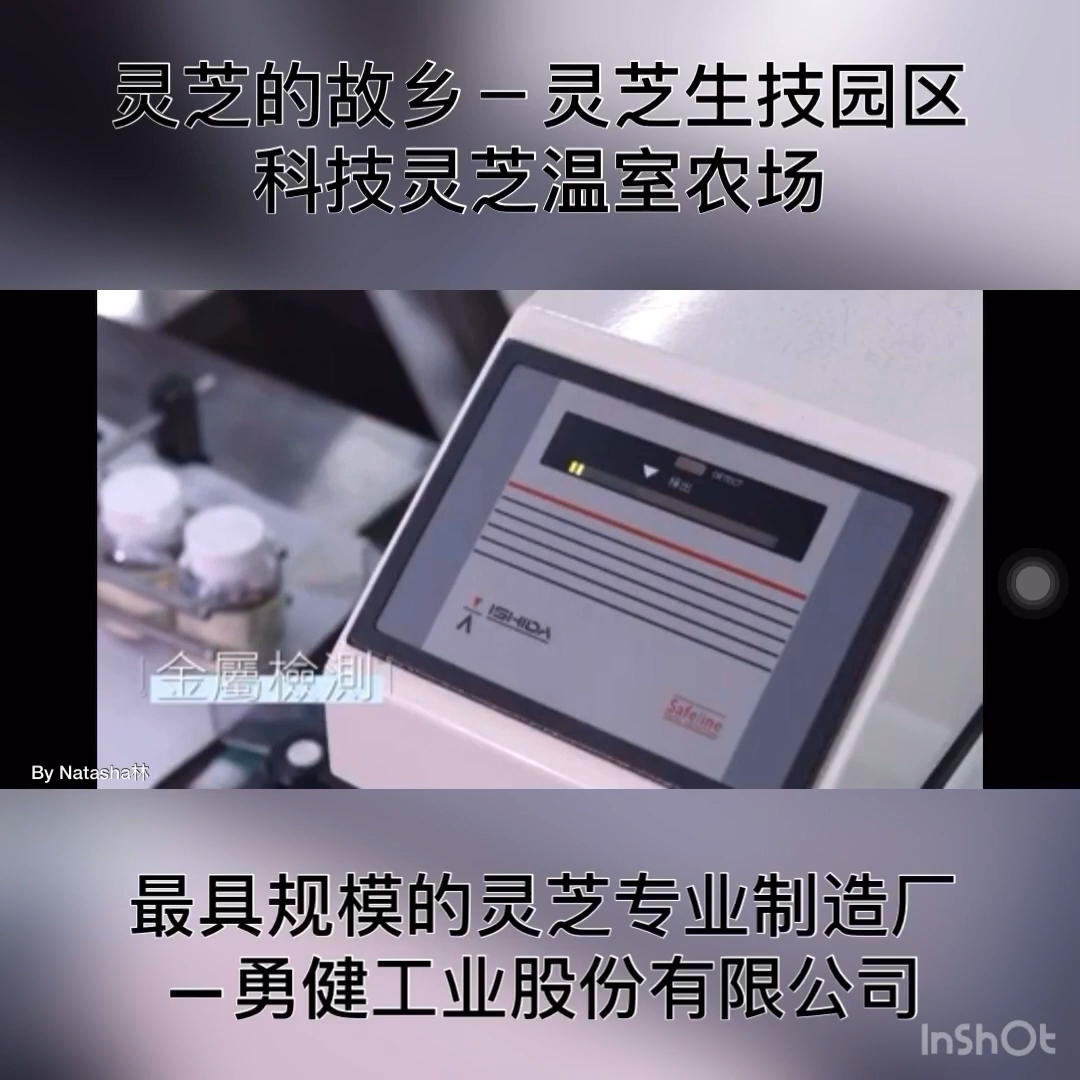 灵芝的故乡－灵芝生技园区
科技灵芝温室农场
DETECT
検出
ISHIDA
Safeline
金屬檢測
By Natasha林
最具规模的灵芝专业制造厂
－勇健工业股份有限公司
InShOt